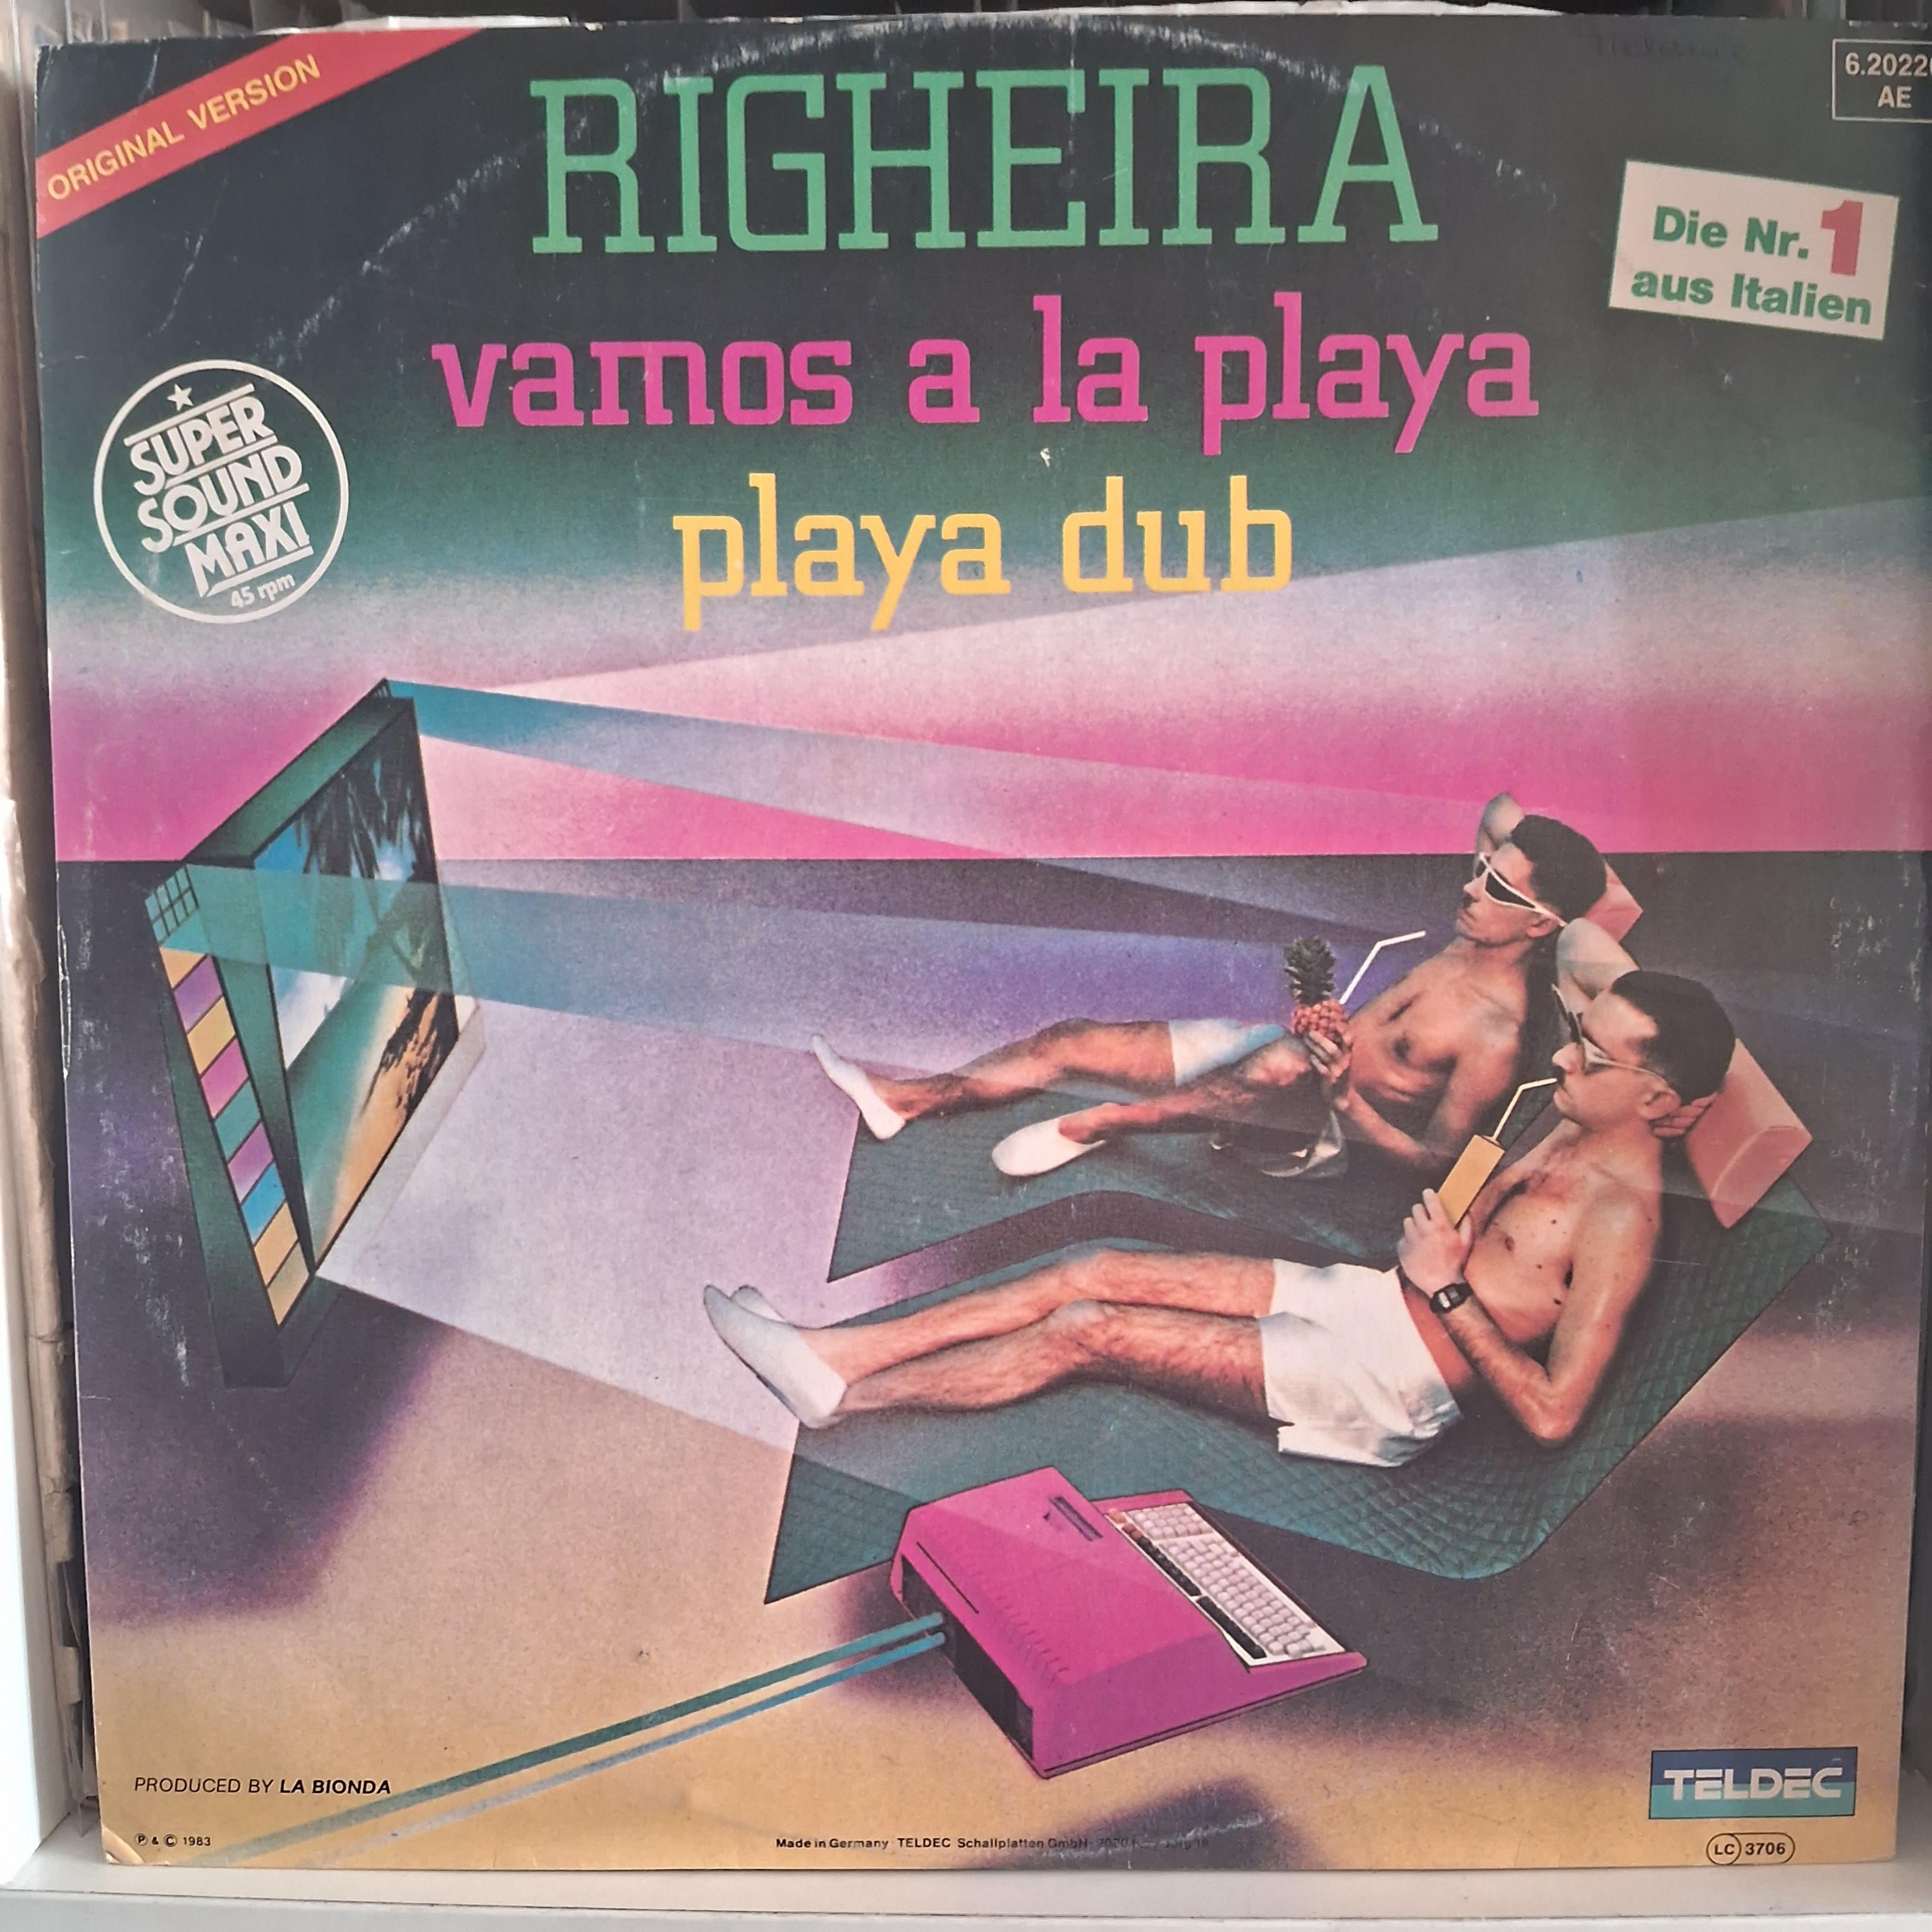 ORIGINAL VERSION
RIGHEIRA
6.2022
AE
Die Nr. 1
aus Italien
vamos a la playa
playa dub
SUPER
SOUND
MAXI
45 rpm
PRODUCED BY LA BIONDA
TELDEC
℗ & © 1983
Made in Germany TELDEC Schallplatten GmbH
LC 3706